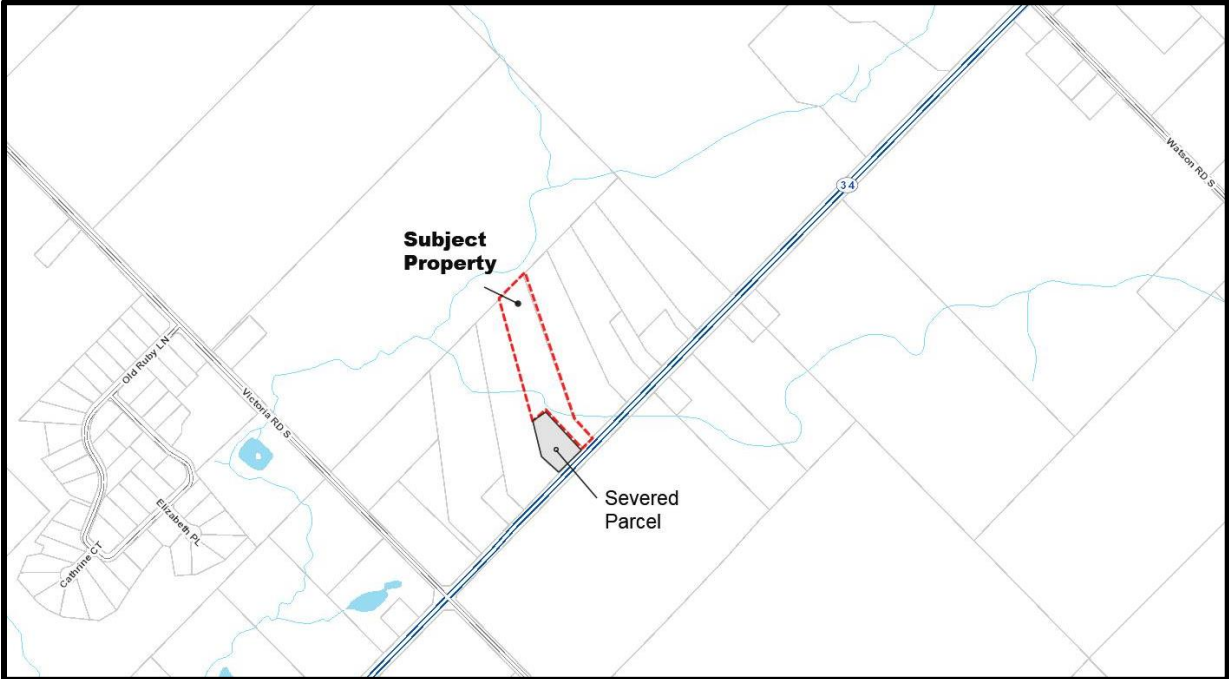 34
Watson RD S
Subject
Property
Old Ruby LN
Victoria RD S
Elizabeth PL
Cathrine CT
Severed
Parcel